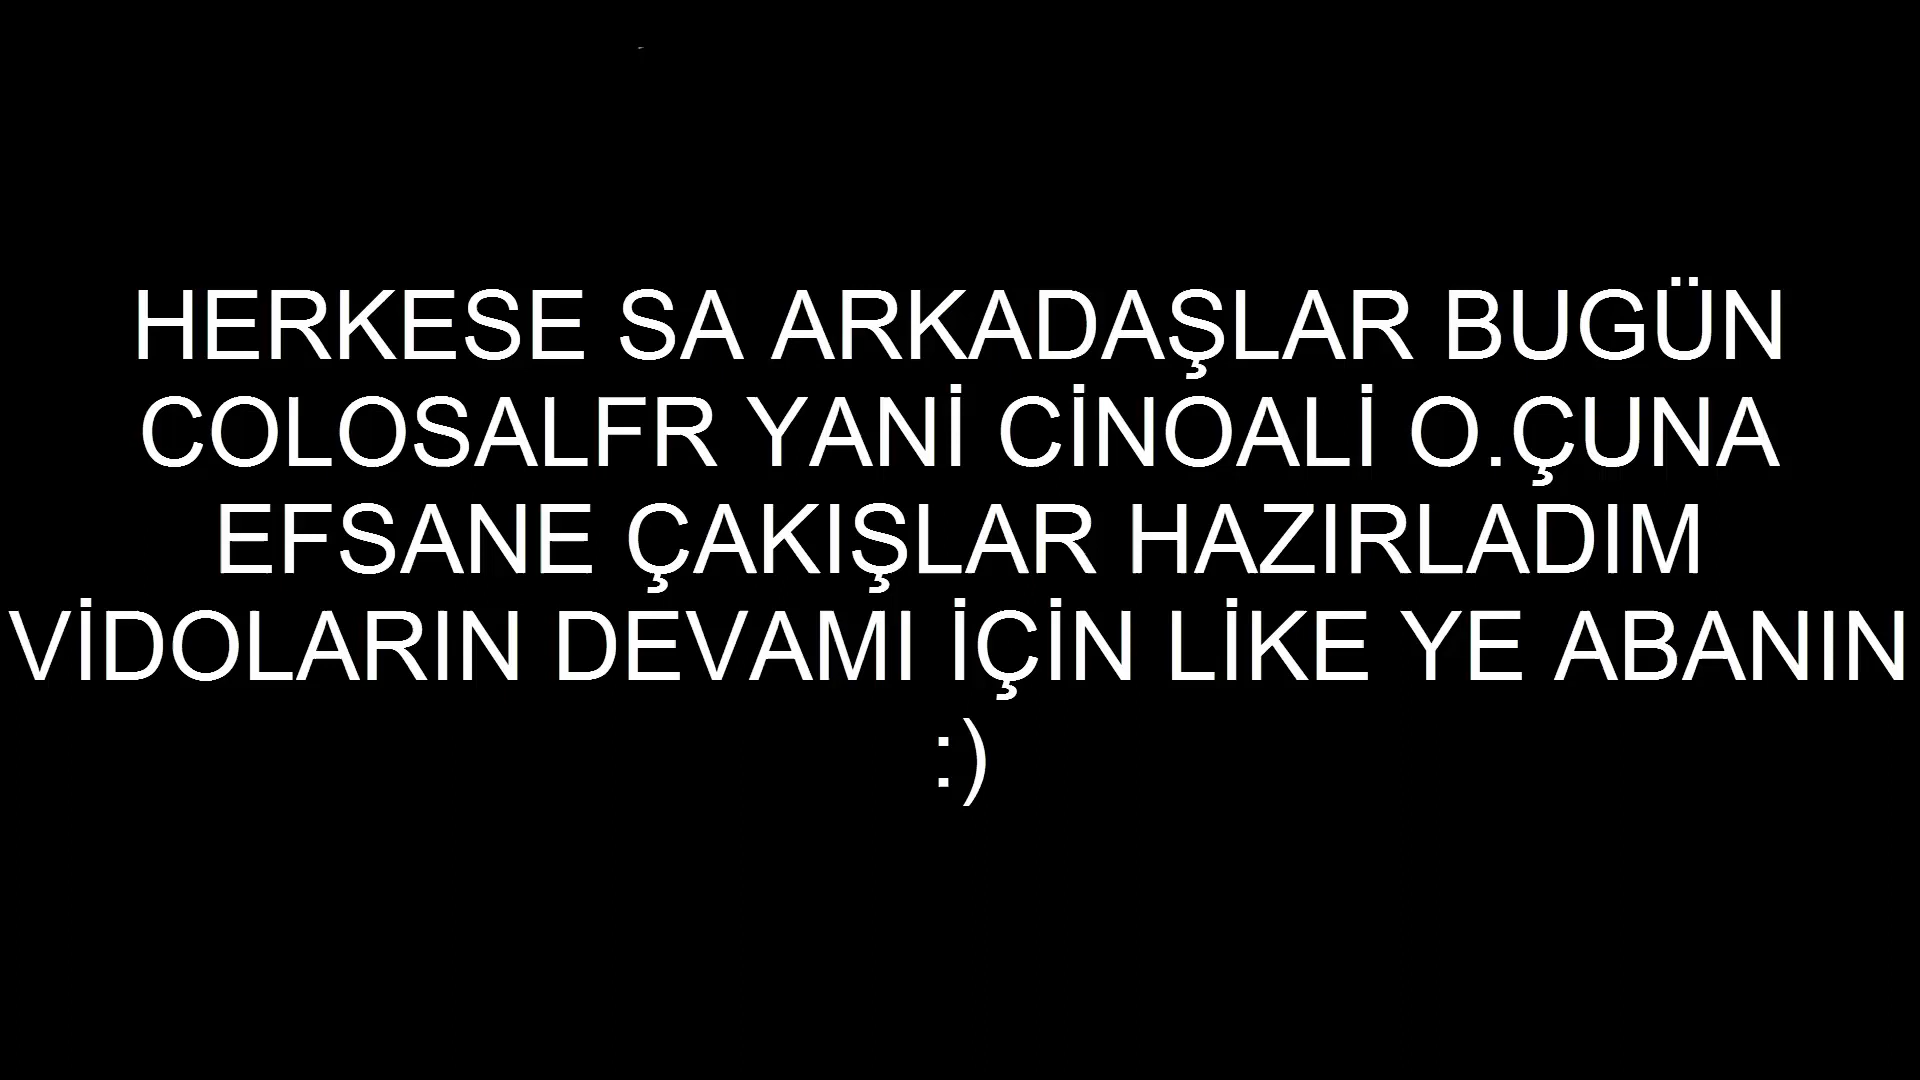 HERKESE SA ARKADAŞLAR BUGÜN
COLOSALFR YANİ CİNOALİ O.ÇUNA
EFSANE ÇAKIŞLAR HAZIRLADIM
VİDOLARIN DEVAMI İÇİN LİKE YE ABANIN
:)